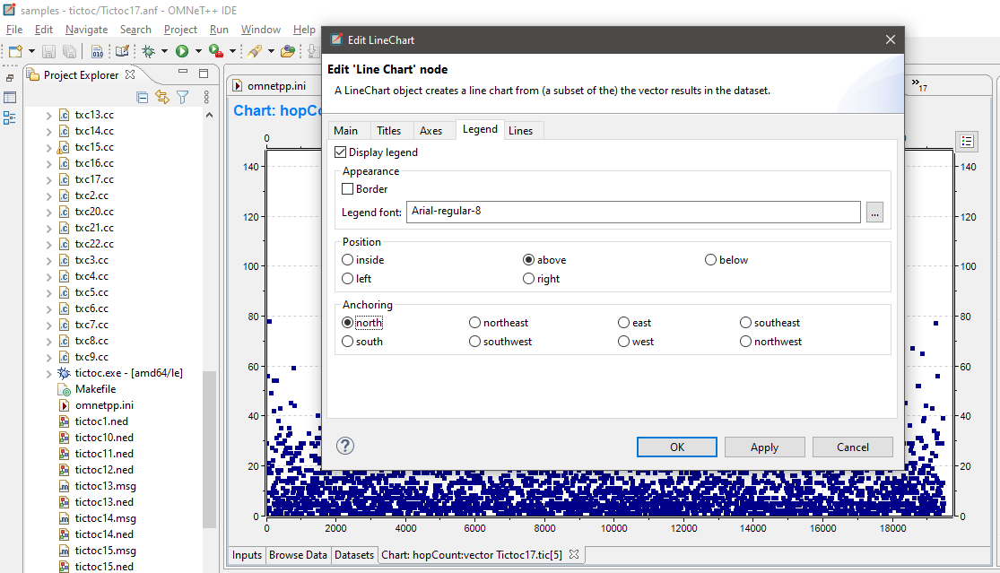 samples - tictoc/Tictoc17.anf - OMNeT++ IDE
File Edit Navigate Search Project Run Window Help
010
Project Explorer
txc13.cc
txc14.cc
txc15.cc
txc16.cc
txc17.cc
txc2.cc
txc20.cc
txc21.cc
txc22.cc
txc3.cc
txc4.cc
txc5.cc
txc6.cc
txc7.cc
txc8.cc
txc9.cc
tictoc.exe - [amd64/le]
Makefile
omnetpp.ini
tictoc1.ned
tictoc10.ned
tictoc11.ned
tictoc12.ned
tictoc13.msg
tictoc13.ned
tictoc14.msg
tictoc14.ned
tictoc15.msg
tictoc15.ned
omnetpp.ini
»17
Chart: hopCo
0
140
120
100
80
60
40
20
0
140
120
100
80
60
40
20
0
0 2000 4000 6000 8000 10000 12000 14000 16000 18000
Inputs Browse Data Datasets Chart: hopCount:vector Tictoc17.tic[5]
Edit LineChart
Edit 'Line Chart' node
A LineChart object creates a line chart from (a subset of the) the vector results in the dataset.
Main Titles Axes Legend Lines
Display legend
Appearance
Border
Legend font: Arial-regular-8 ...
Position
inside above below
left right
Anchoring
north northeast east southeast
south southwest west northwest
? OK Apply Cancel